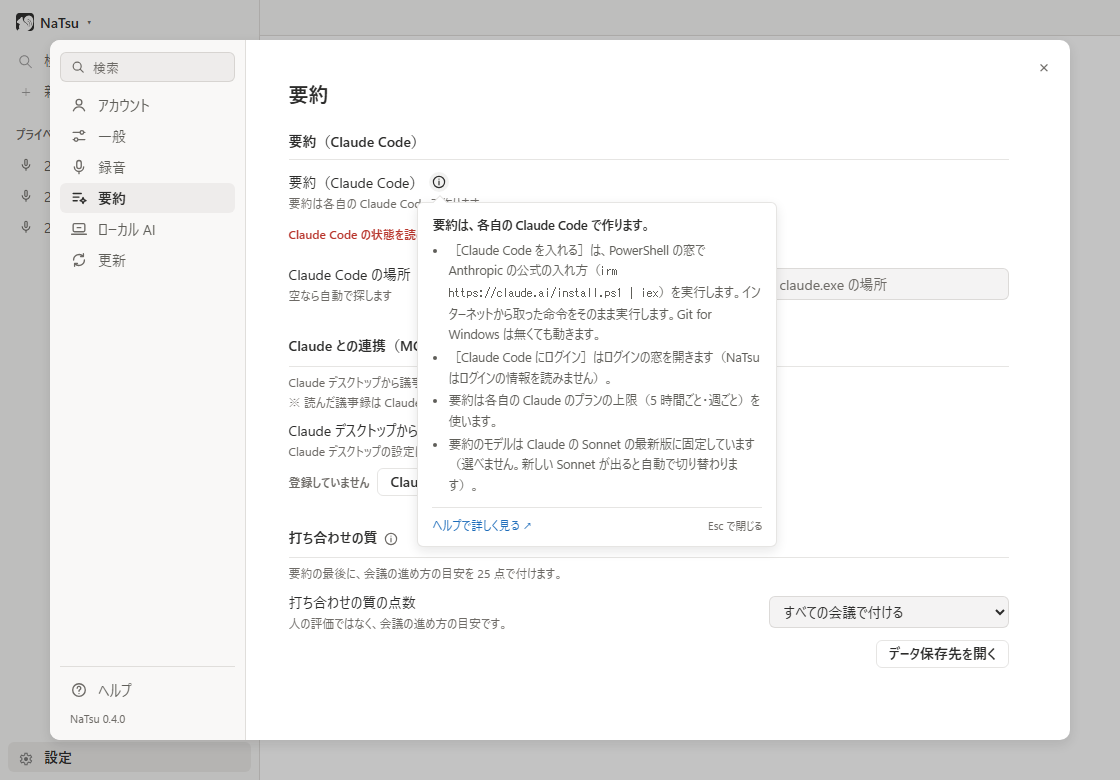 NaTsu
プライベ
検索
アカウント
一般
録音
要約
ローカル AI
更新
ヘルプ
NaTsu 0.4.0
設定
×
要約
要約（Claude Code）
要約（Claude Code）
要約は各自の Claude Cod
Claude Code の状態を読
Claude Code の場所
空なら自動で探します
claude.exe の場所
Claude との連携（MC
Claude デスクトップから議事
※ 読んだ議事録は Claude
Claude デスクトップから
Claude デスクトップの設定
登録していません
Clau
要約は、各自の Claude Code で作ります。
• ［Claude Code を入れる］は、PowerShell の窓で
Anthropic の公式の入れ方（irm
https://claude.ai/install.ps1 | iex）を実行します。イン
ターネットから取った命令をそのまま実行します。Git for
Windows は無くても動きます。
• ［Claude Code にログイン］はログインの窓を開きます（NaTsu
はログインの情報を読みません）。
• 要約は各自の Claude のプランの上限（5 時間ごと・週ごと）を
使います。
• 要約のモデルは Claude の Sonnet の最新版に固定しています
（選べません。新しい Sonnet が出ると自動で切り替わりま
す）。
ヘルプで詳しく見る ↗
Esc で閉じる
打ち合わせの質
要約の最後に、会議の進め方の目安を 25 点で付けます。
打ち合わせの質の点数
人の評価ではなく、会議の進め方の目安です。
すべての会議で付ける
データ保存先を開く